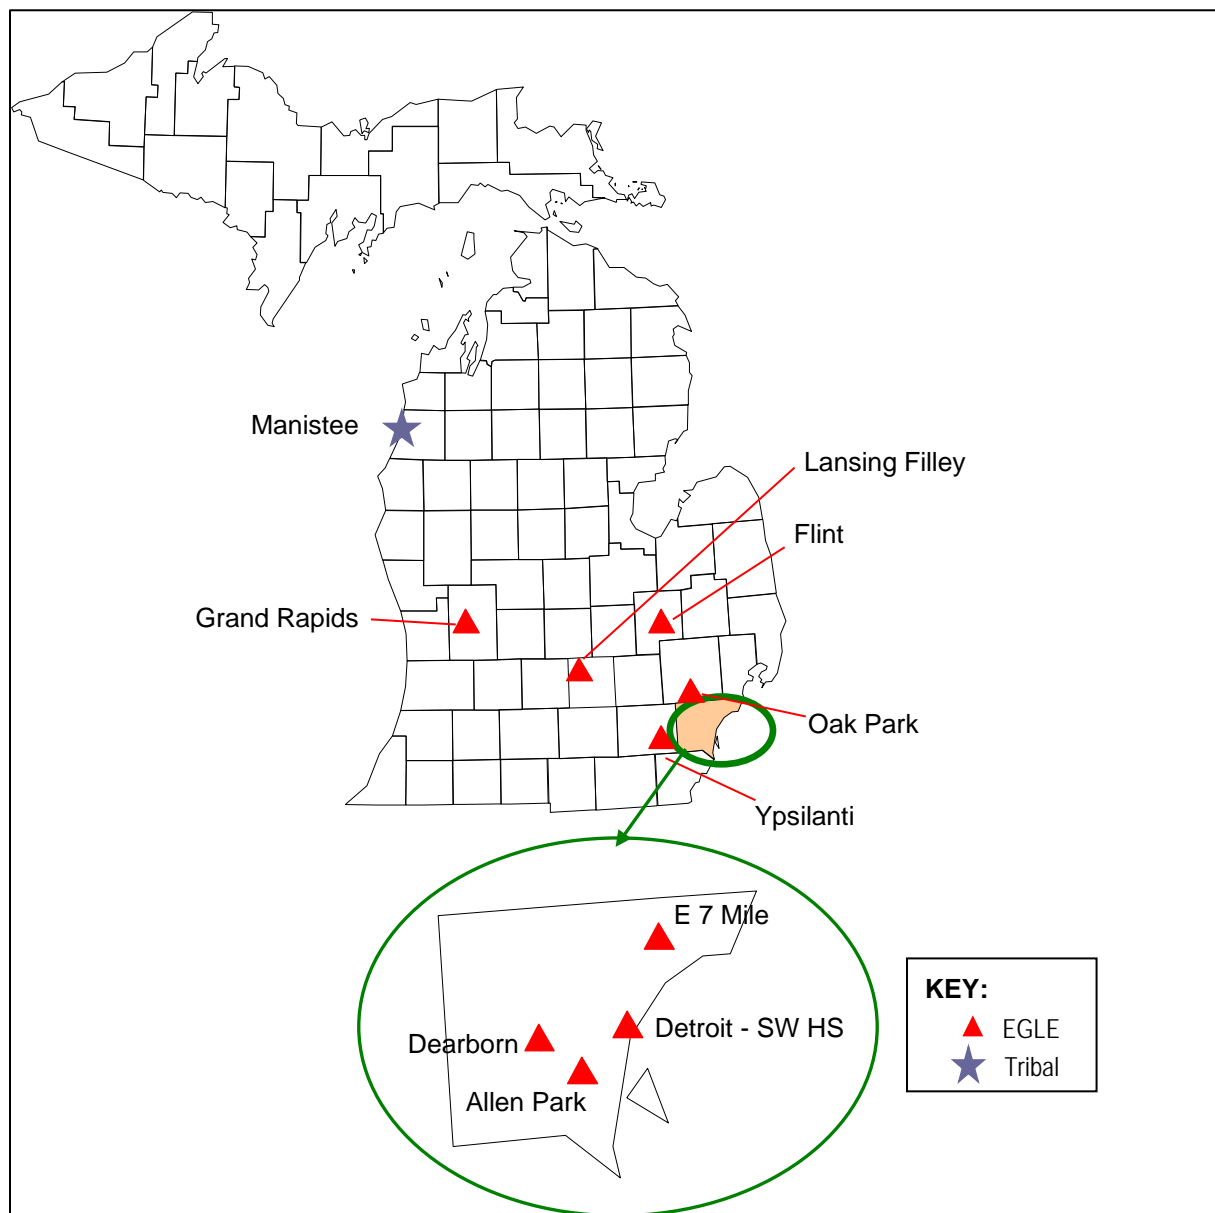 Manistee
Lansing Filley
Flint
Grand Rapids
Oak Park
Ypsilanti
E 7 Mile
Detroit - SW HS
Dearborn
Allen Park
KEY:
EGLE
Tribal